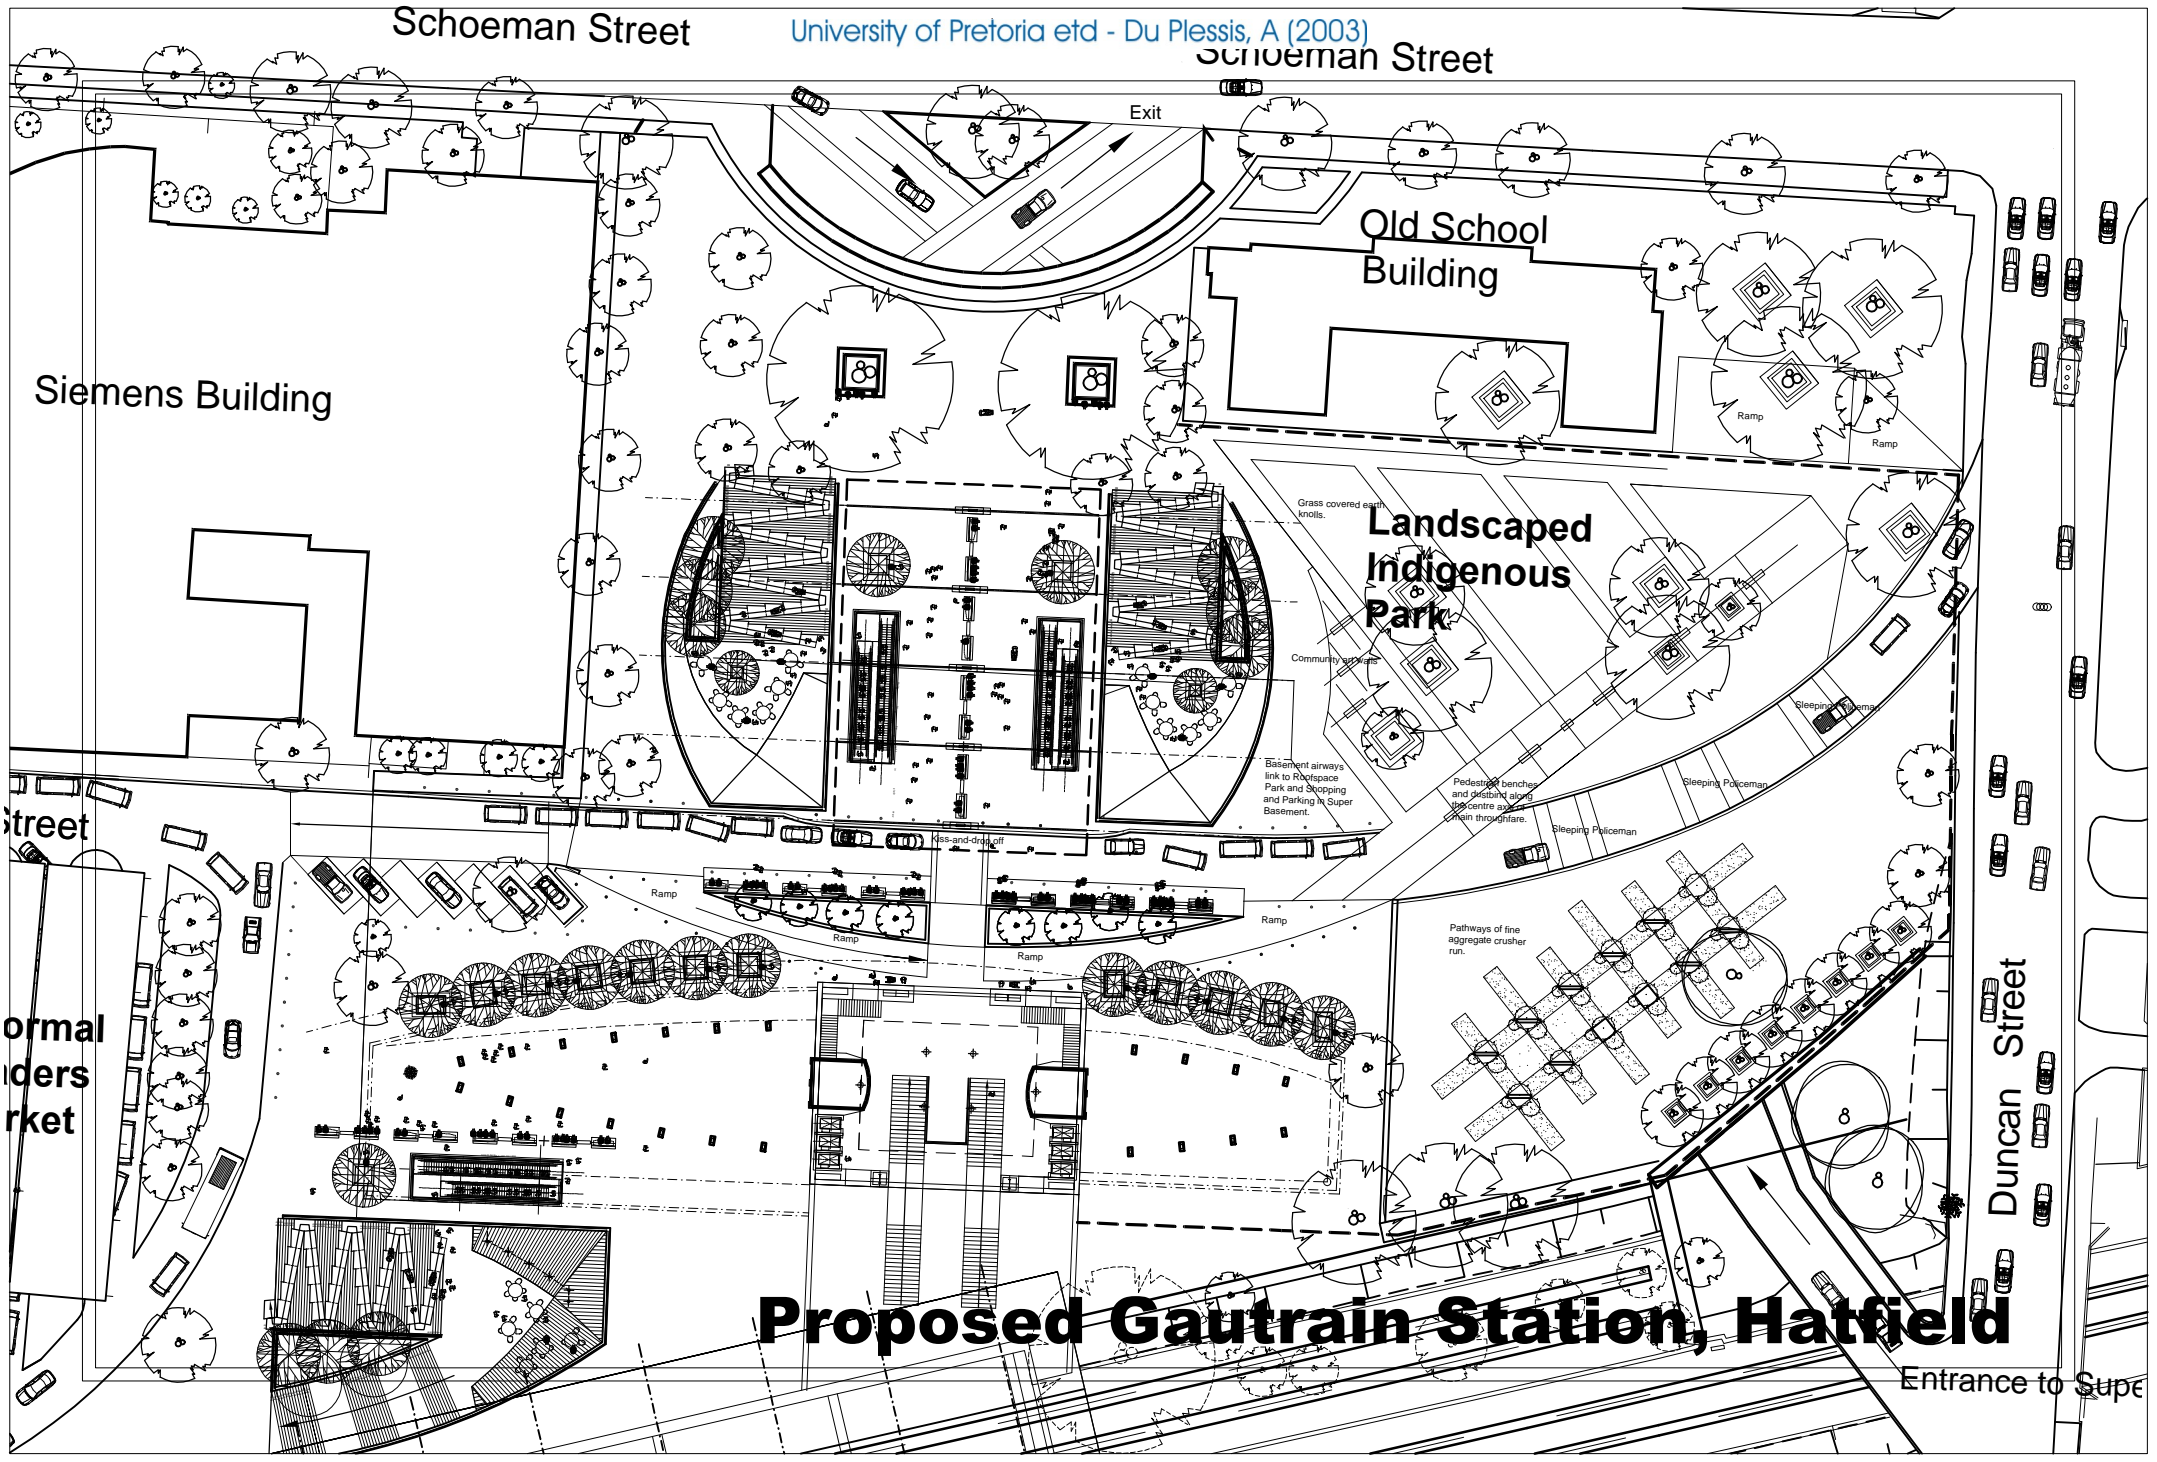 Schoeman Street
University of Pretoria etd - Du Plessis, A (2003)
Schoeman Street
Exit
Old School
Building
Siemens Building
Ramp
Ramp
Grass covered earth
knolls.
Landscaped
Indigenous
Park
Community art walls
Sleeping Policeman
Basement airways
link to Roofspace
Park and Shopping
and Parking in Super
Basement.
Pedestrian benches
and dustbind along
the centre axis of
main throughfare.
Sleeping Policeman
Sleeping Policeman
Street
Kiss-and-drop off
Ramp
Ramp
Ramp
Ramp
Pathways of fine
aggregate crusher
run.
ormal
aders
rket
Duncan Street
Proposed Gautrain Station, Hatfield
Entrance to Supe